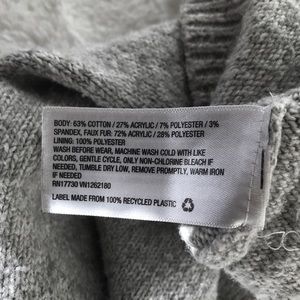 BODY: 63% COTTON / 27% ACRYLIC / 7% POLYESTER / 3%
SPANDEX, FAUX FUR: 72% ACRYLIC / 28% POLYESTER
LINING: 100% POLYESTER
WASH BEFORE WEAR, MACHINE WASH COLD WITH LIKE
COLORS, GENTLE CYCLE, ONLY NON-CHLORINE BLEACH IF
NEEDED, TUMBLE DRY LOW, REMOVE PROMPTLY, WARM IRON
IF NEEDED
RN17730 VN1262180
LABEL MADE FROM 100% RECYCLED PLASTIC